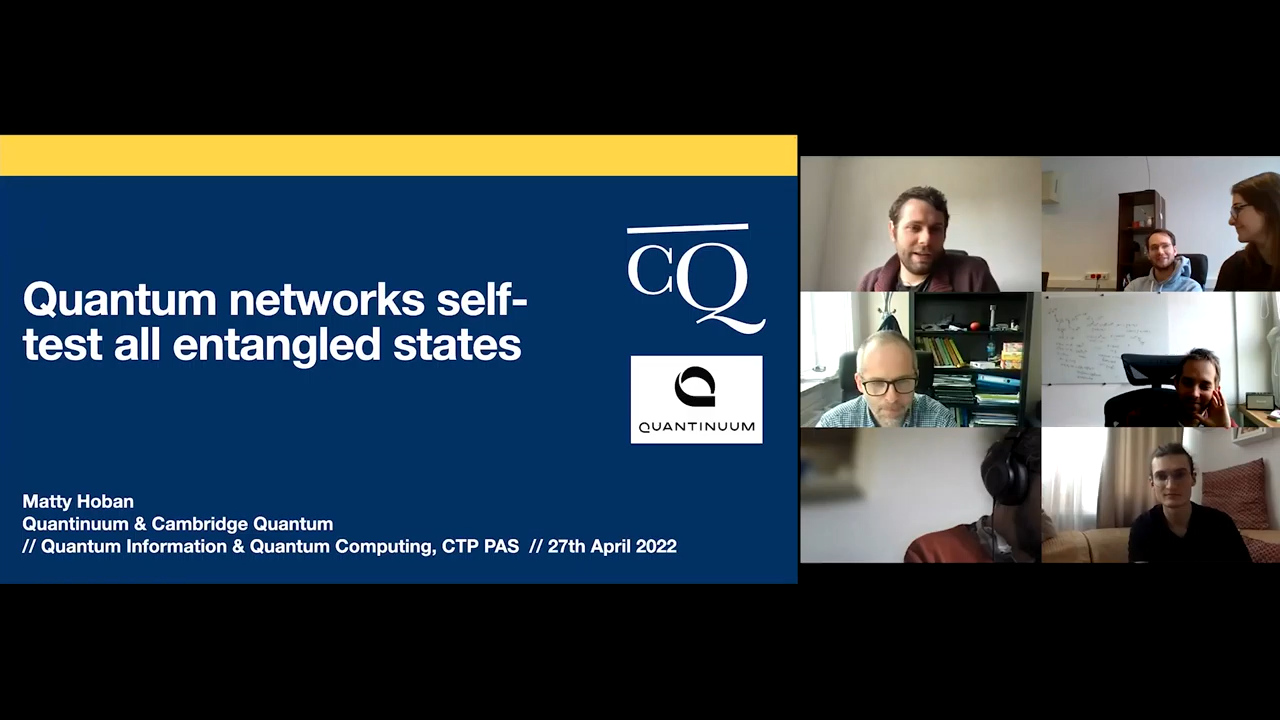 Quantum networks self-
test all entangled states
CQ
QUANTINUUM
Matty Hoban
Quantinuum & Cambridge Quantum
// Quantum Information & Quantum Computing, CTP PAS // 27th April 2022